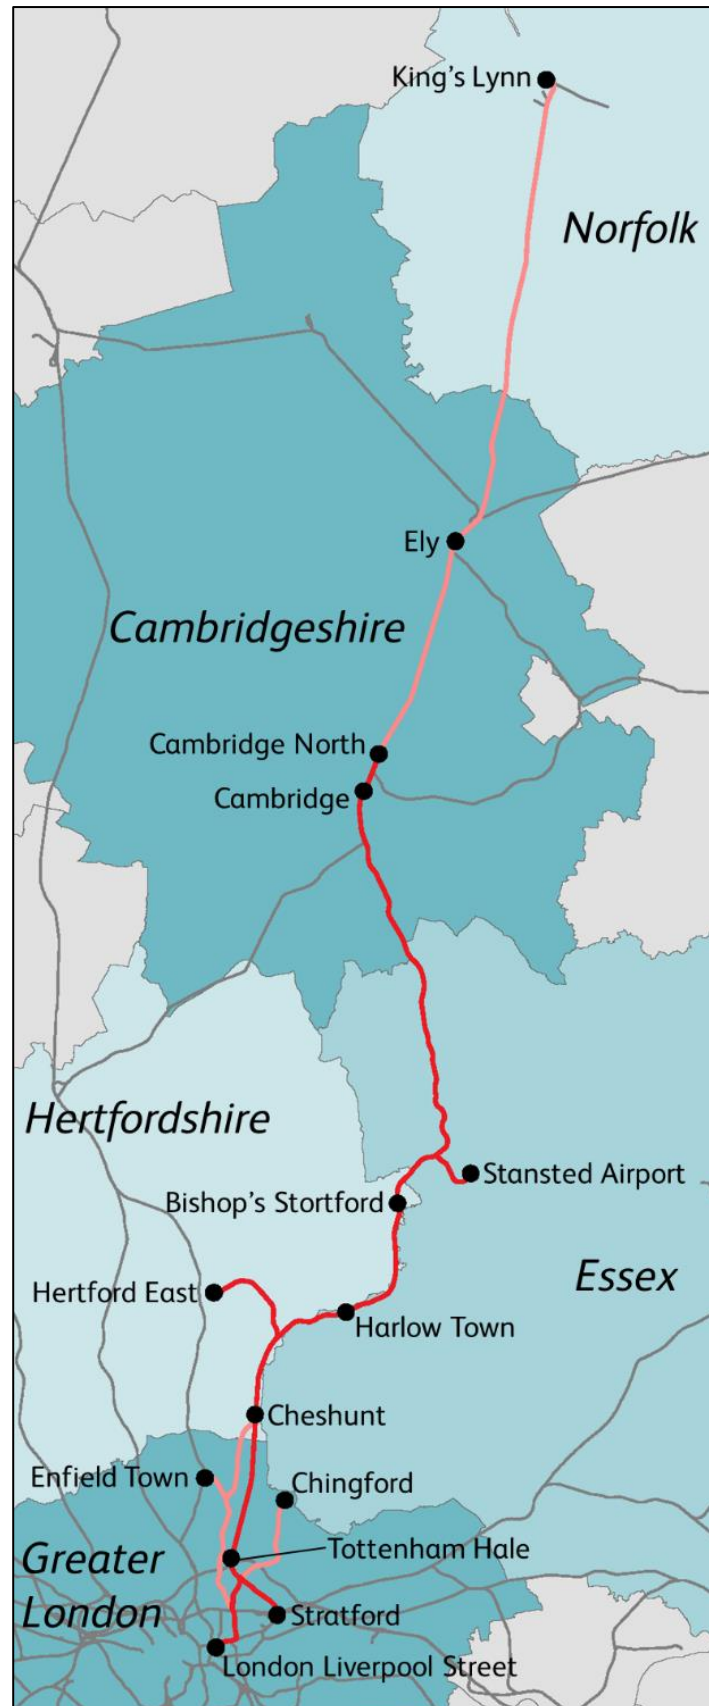 King's Lynn
Norfolk
Ely
Cambridgeshire
Cambridge North
Cambridge
Hertfordshire
Stansted Airport
Bishop's Stortford
Essex
Hertford East
Harlow Town
Cheshunt
Enfield Town
Chingford
Tottenham Hale
Greater
London
Stratford
London Liverpool Street